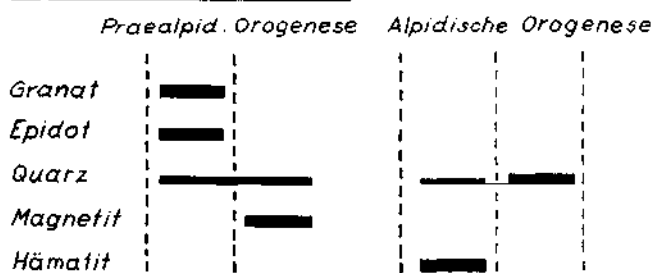 Praealpid. Orogenese Alpidische Orogenese
Granat
Epidot
Quarz
Magnetit
Hämatit